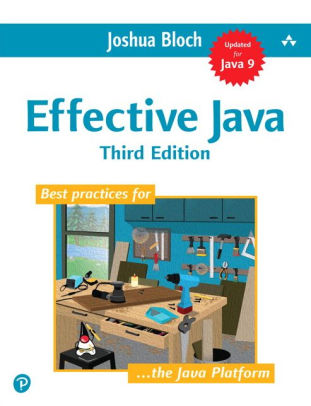 Joshua Bloch
Updated
for
Java 9
Effective Java
Third Edition
Best practices for
...the Java Platform
P